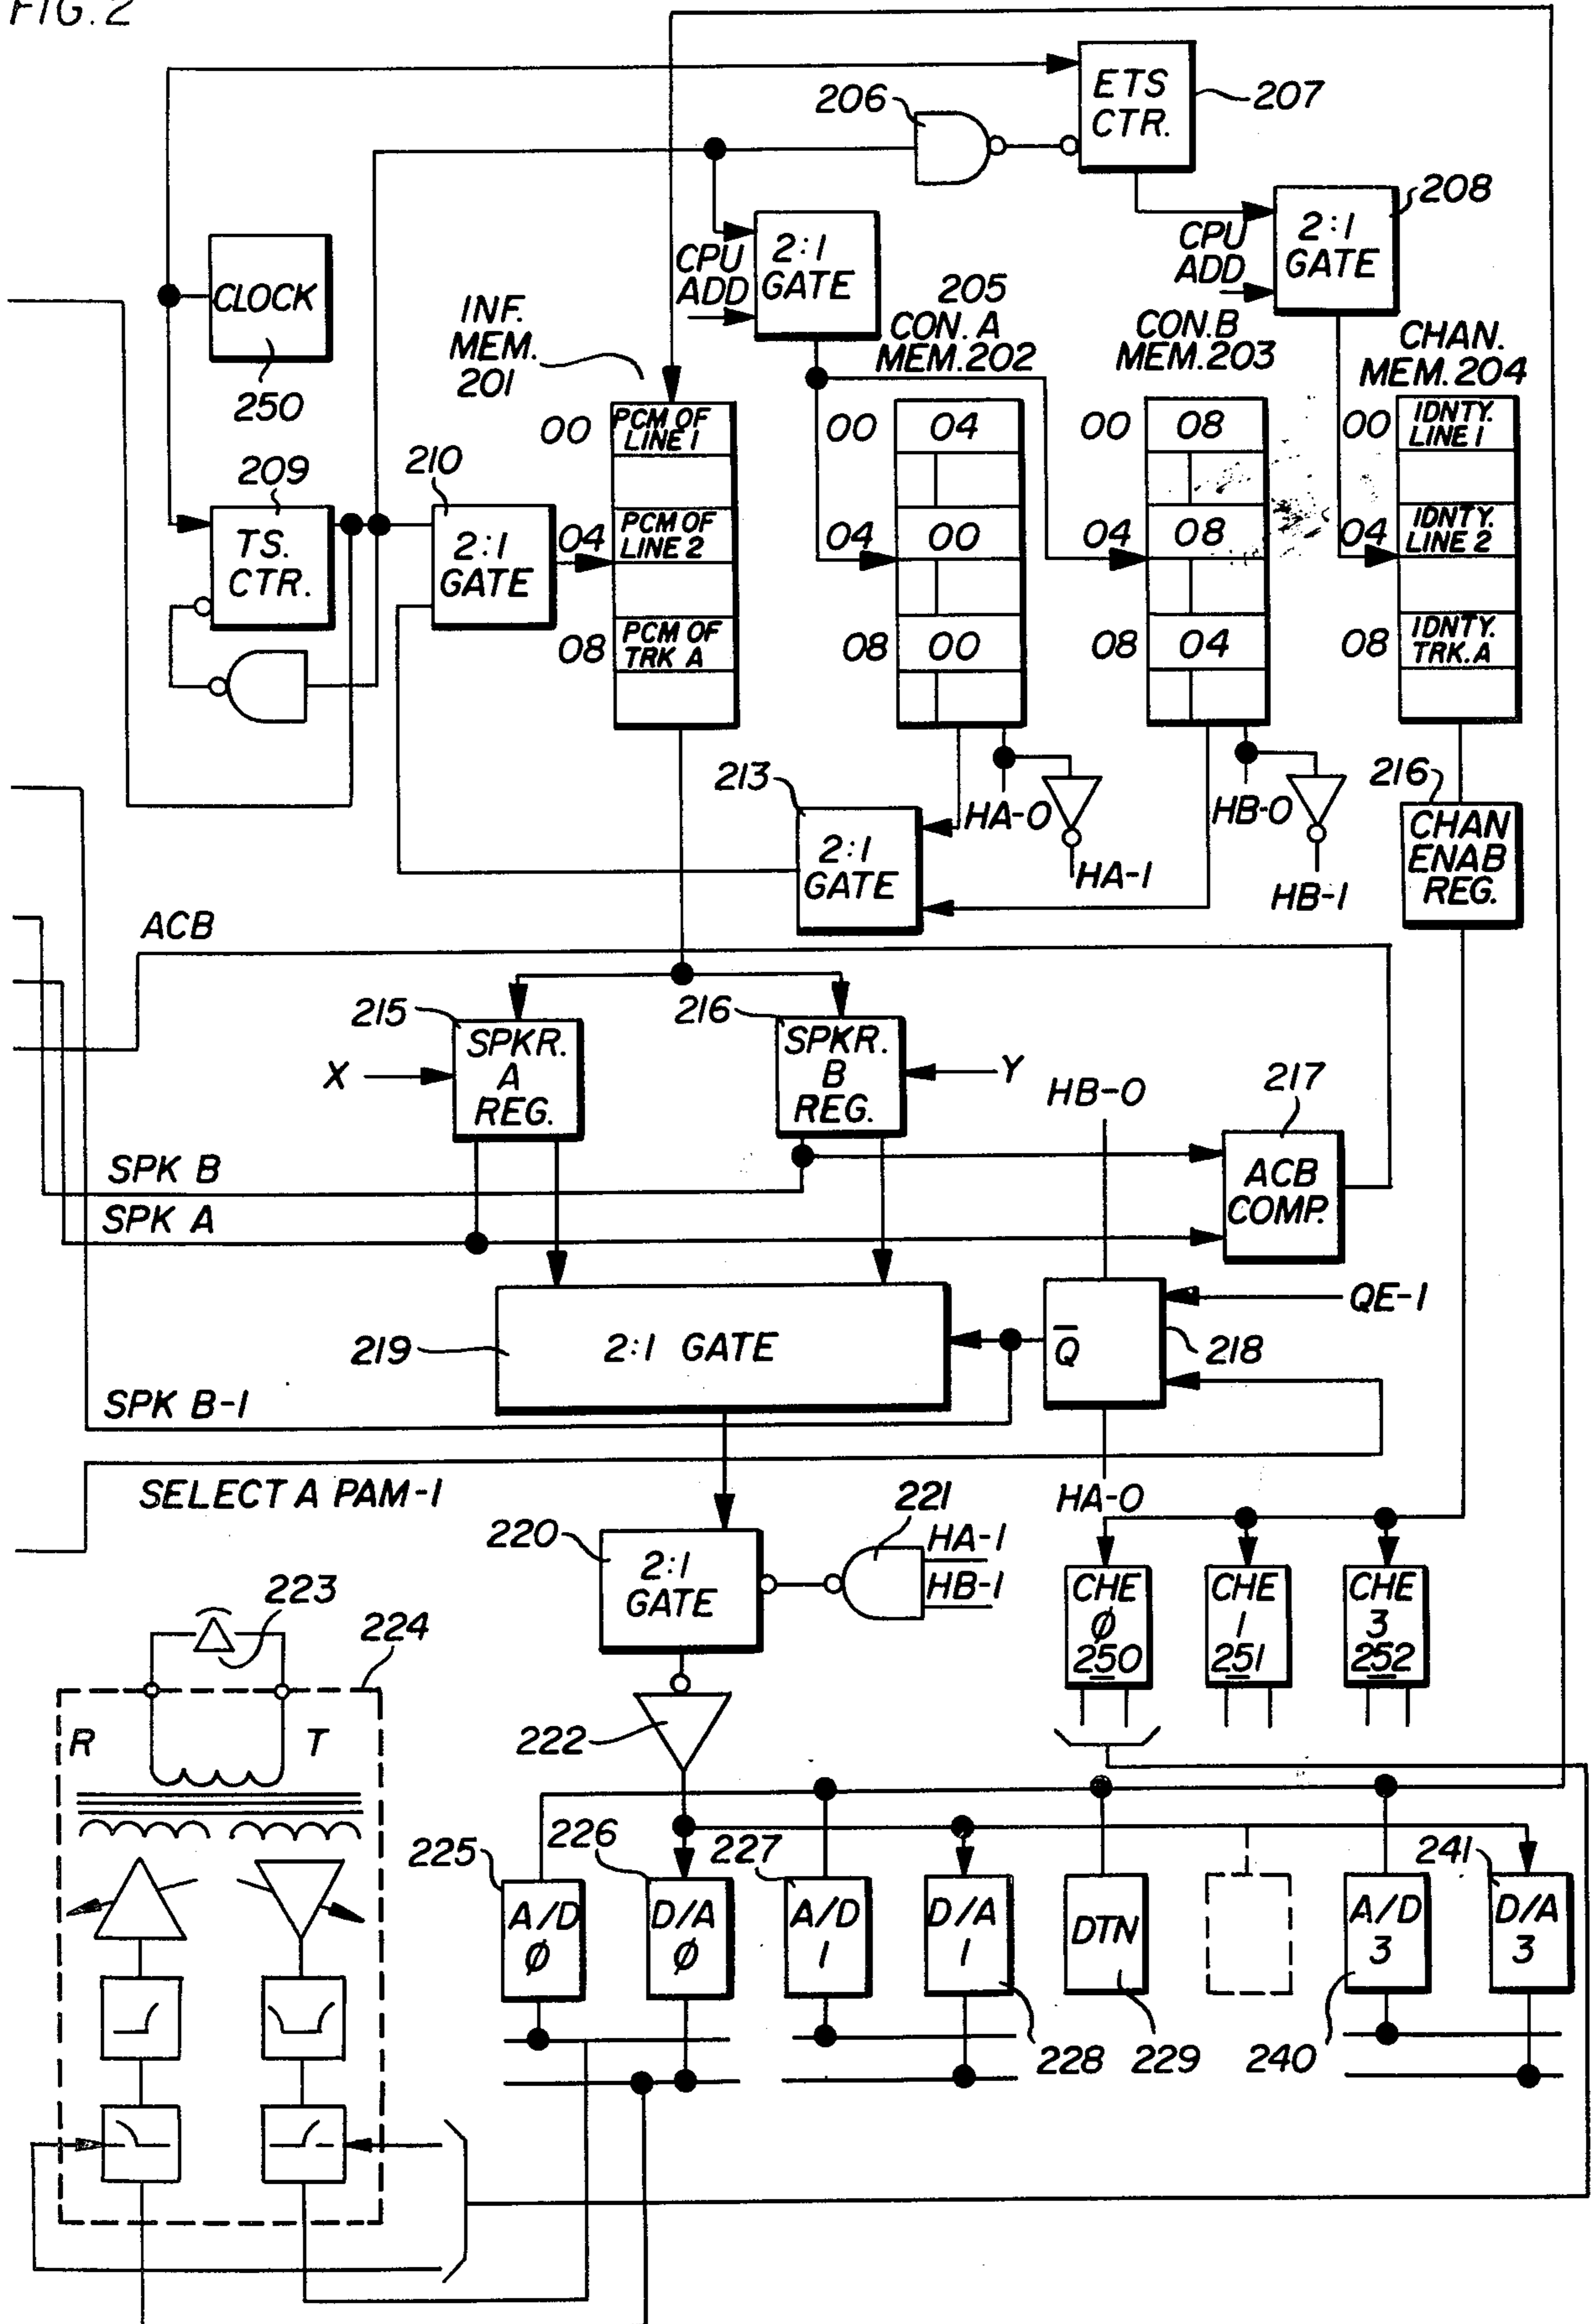 FIG. 2
ETS
CTR.
207
206
2:1
GATE
208
CPU
ADD
2:1
GATE
CPU
ADD
205
CLOCK
250
INF.
MEM.
201
CON. A
MEM. 202
CON. B
MEM. 203
CHAN.
MEM. 204
00
PCM OF
LINE 1
00
04
00
08
00
IDNTY.
LINE 1
209
TS.
CTR.
210
2:1
GATE
04
PCM OF
LINE 2
04
00
04
08
04
IDNTY.
LINE 2
08
PCM OF
TRK A
08
00
08
04
08
IDNTY.
TRK. A
213
2:1
GATE
HA-0
HA-1
HB-0
HB-1
216
CHAN
ENAB
REG.
ACB
215
SPKR.
A
REG.
X
216
SPKR.
B
REG.
Y
HB-0
217
ACB
COMP.
SPK B
SPK A
219
2:1 GATE
Q
218
QE-1
SPK B-1
SELECT A PAM-1
HA-0
220
2:1
GATE
221
HA-1
HB-1
CHE
Ø
250
CHE
1
251
CHE
3
252
223
224
R
T
222
225
A/D
Ø
226
D/A
Ø
227
A/D
1
D/A
1
228
DTN
229
A/D
3
240
241
D/A
3